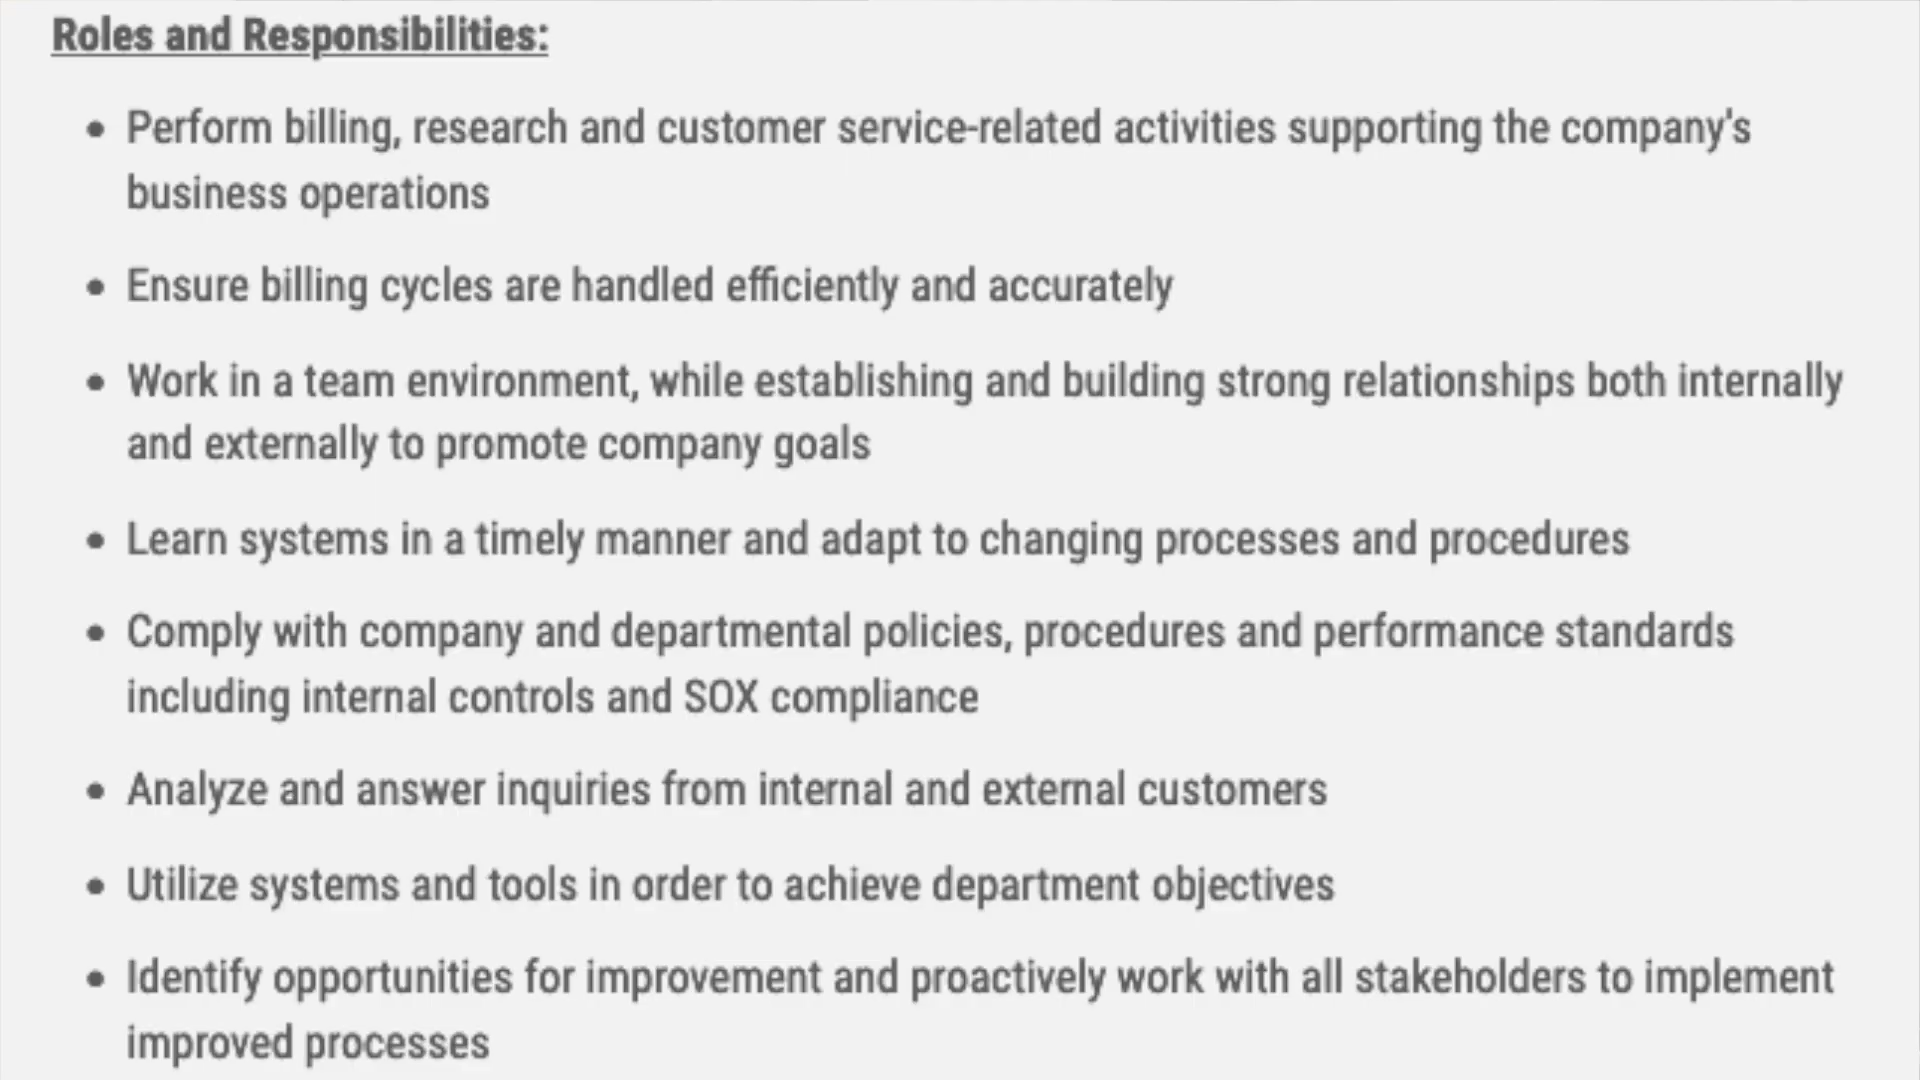 Roles and Responsibilities:
• Perform billing, research and customer service-related activities supporting the company's
business operations
• Ensure billing cycles are handled efficiently and accurately
• Work in a team environment, while establishing and building strong relationships both internally
and externally to promote company goals
• Learn systems in a timely manner and adapt to changing processes and procedures
• Comply with company and departmental policies, procedures and performance standards
including internal controls and SOX compliance
• Analyze and answer inquiries from internal and external customers
• Utilize systems and tools in order to achieve department objectives
• Identify opportunities for improvement and proactively work with all stakeholders to implement
improved processes